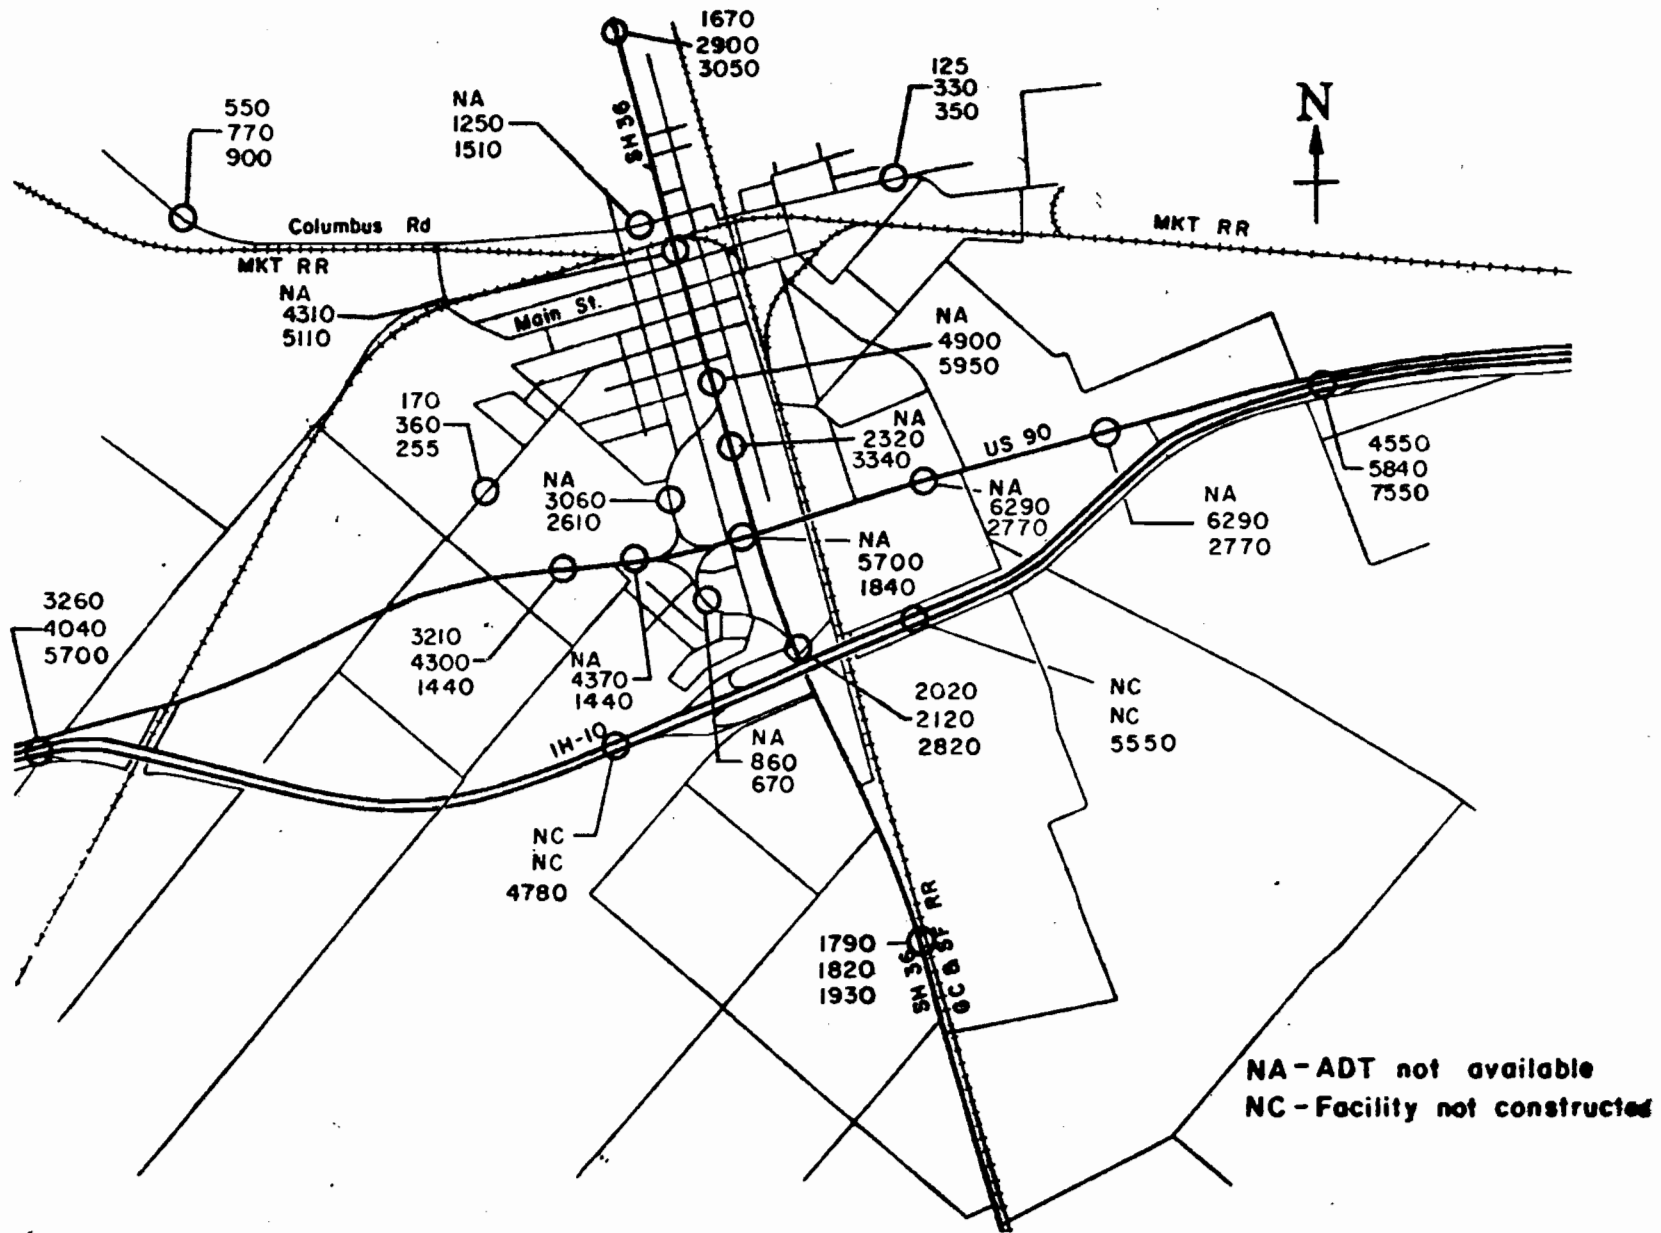 1670
2900
3050
125
330
350
N
NA
1250
1510
550
770
900
SH 36
Columbus Rd
MKT RR
MKT RR
NA
4310
5110
Main St.
NA
4900
5950
170
360
255
NA
2320
3340
US 90
4550
5840
7550
NA
3060
2610
NA
6290
2770
NA
6290
2770
NA
5700
1840
3260
4040
5700
3210
4300
1440
NA
4370
1440
2020
2120
2820
NC
NC
5550
IH-10
NA
860
670
NC
NC
4780
1790
1820
1930
SH 36
GC & SF RR
NA-ADT not available
NC-Facility not constructed